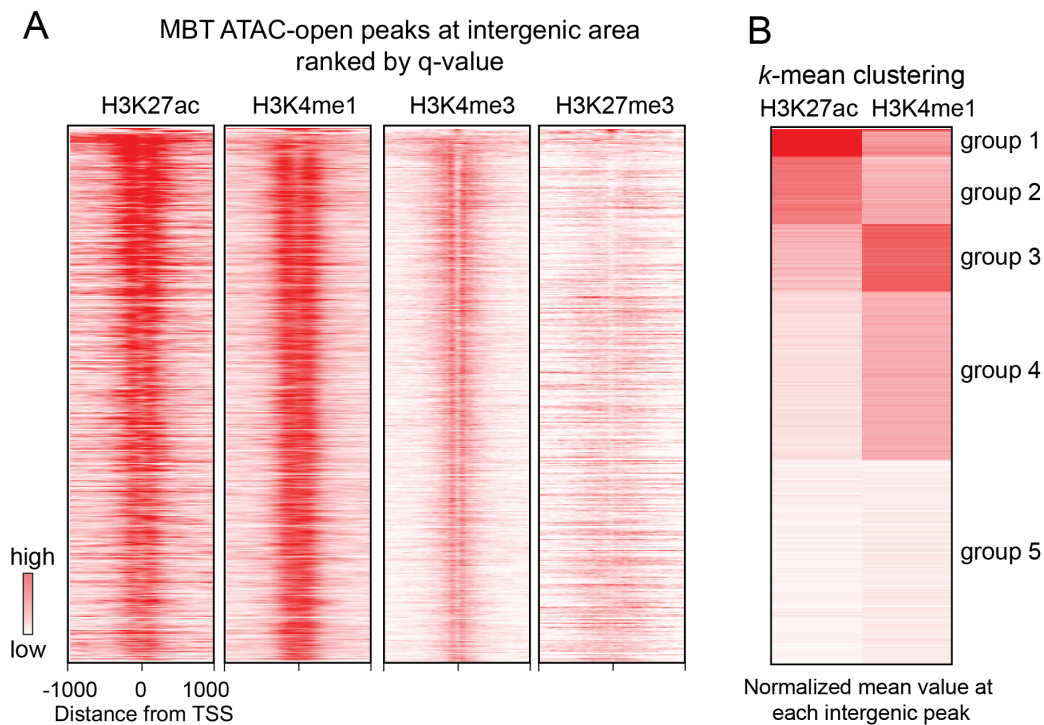 A
MBT ATAC-open peaks at intergenic area
ranked by q-value
H3K27ac H3K4me1 H3K4me3 H3K27me3
high
low
-1000 0 1000
Distance from TSS
B
k-mean clustering
H3K27ac H3K4me1
group 1
group 2
group 3
group 4
group 5
Normalized mean value at
each intergenic peak